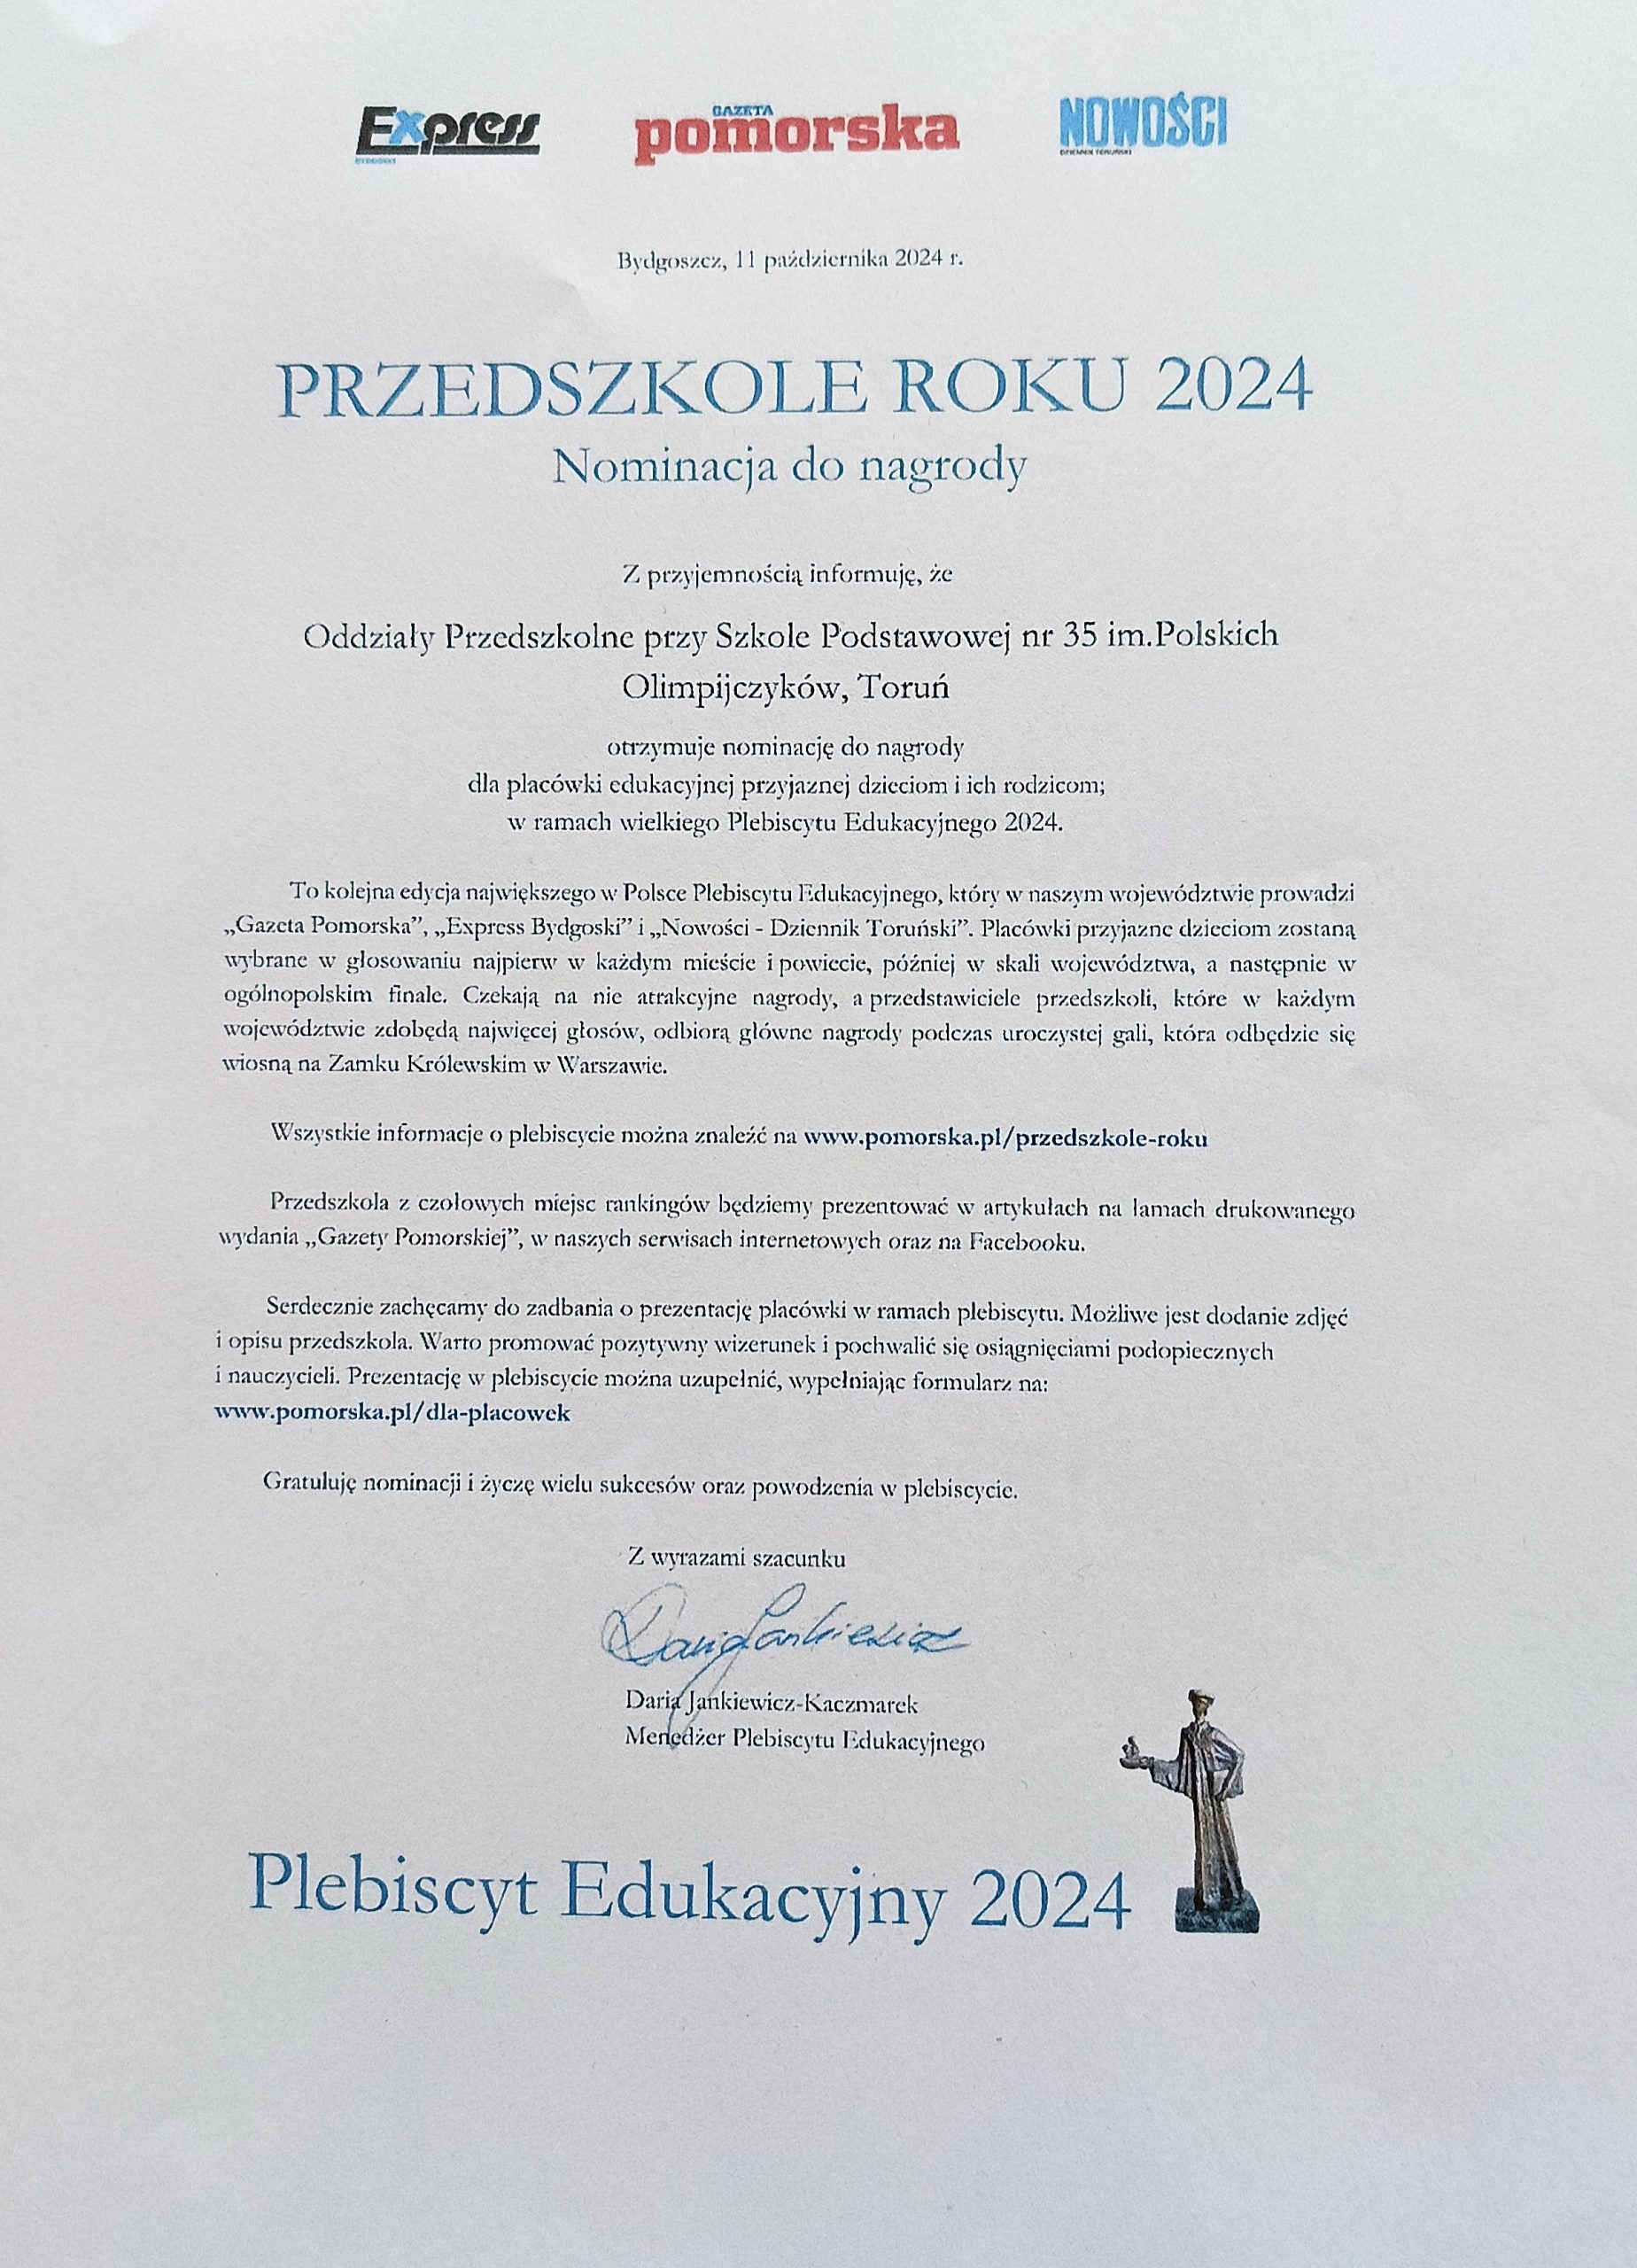 Express
BYDGOSKI
GAZETA
pomorska
NOWOŚCI
DZIENNIK TORUŃSKI
Bydgoszcz, 11 października 2024 r.
PRZEDSZKOLE ROKU 2024
Nominacja do nagrody
Z przyjemnością informuję, że
Oddziały Przedszkolne przy Szkole Podstawowej nr 35 im.Polskich
Olimpijczyków, Toruń
otrzymuje nominację do nagrody
dla placówki edukacyjnej przyjaznej dzieciom i ich rodzicom;
w ramach wielkiego Plebiscytu Edukacyjnego 2024.
To kolejna edycja największego w Polsce Plebiscytu Edukacyjnego, który w naszym województwie prowadzi
„Gazeta Pomorska”, „Express Bydgoski” i „Nowości - Dziennik Toruński”. Placówki przyjazne dzieciom zostaną
wybrane w głosowaniu najpierw w każdym mieście i powiecie, później w skali województwa, a następnie w
ogólnopolskim finale. Czekają na nie atrakcyjne nagrody, a przedstawiciele przedszkoli, które w każdym
województwie zdobędą najwięcej głosów, odbiorą główne nagrody podczas uroczystej gali, która odbędzie się
wiosną na Zamku Królewskim w Warszawie.
Wszystkie informacje o plebiscycie można znaleźć na www.pomorska.pl/przedszkole-roku
Przedszkola z czołowych miejsc rankingów będziemy prezentować w artykułach na łamach drukowanego
wydania „Gazety Pomorskiej”, w naszych serwisach internetowych oraz na Facebooku.
Serdecznie zachęcamy do zadbania o prezentację placówki w ramach plebiscytu. Możliwe jest dodanie zdjęć
i opisu przedszkola. Warto promować pozytywny wizerunek i pochwalić się osiągnięciami podopiecznych
i nauczycieli. Prezentację w plebiscycie można uzupełnić, wypełniając formularz na:
www.pomorska.pl/dla-placowek
Gratuluję nominacji i życzę wielu sukcesów oraz powodzenia w plebiscycie.
Z wyrazami szacunku
Daria Jankiewicz
Daria Jankiewicz-Kaczmarek
Menedżer Plebiscytu Edukacyjnego
Plebiscyt Edukacyjny 2024